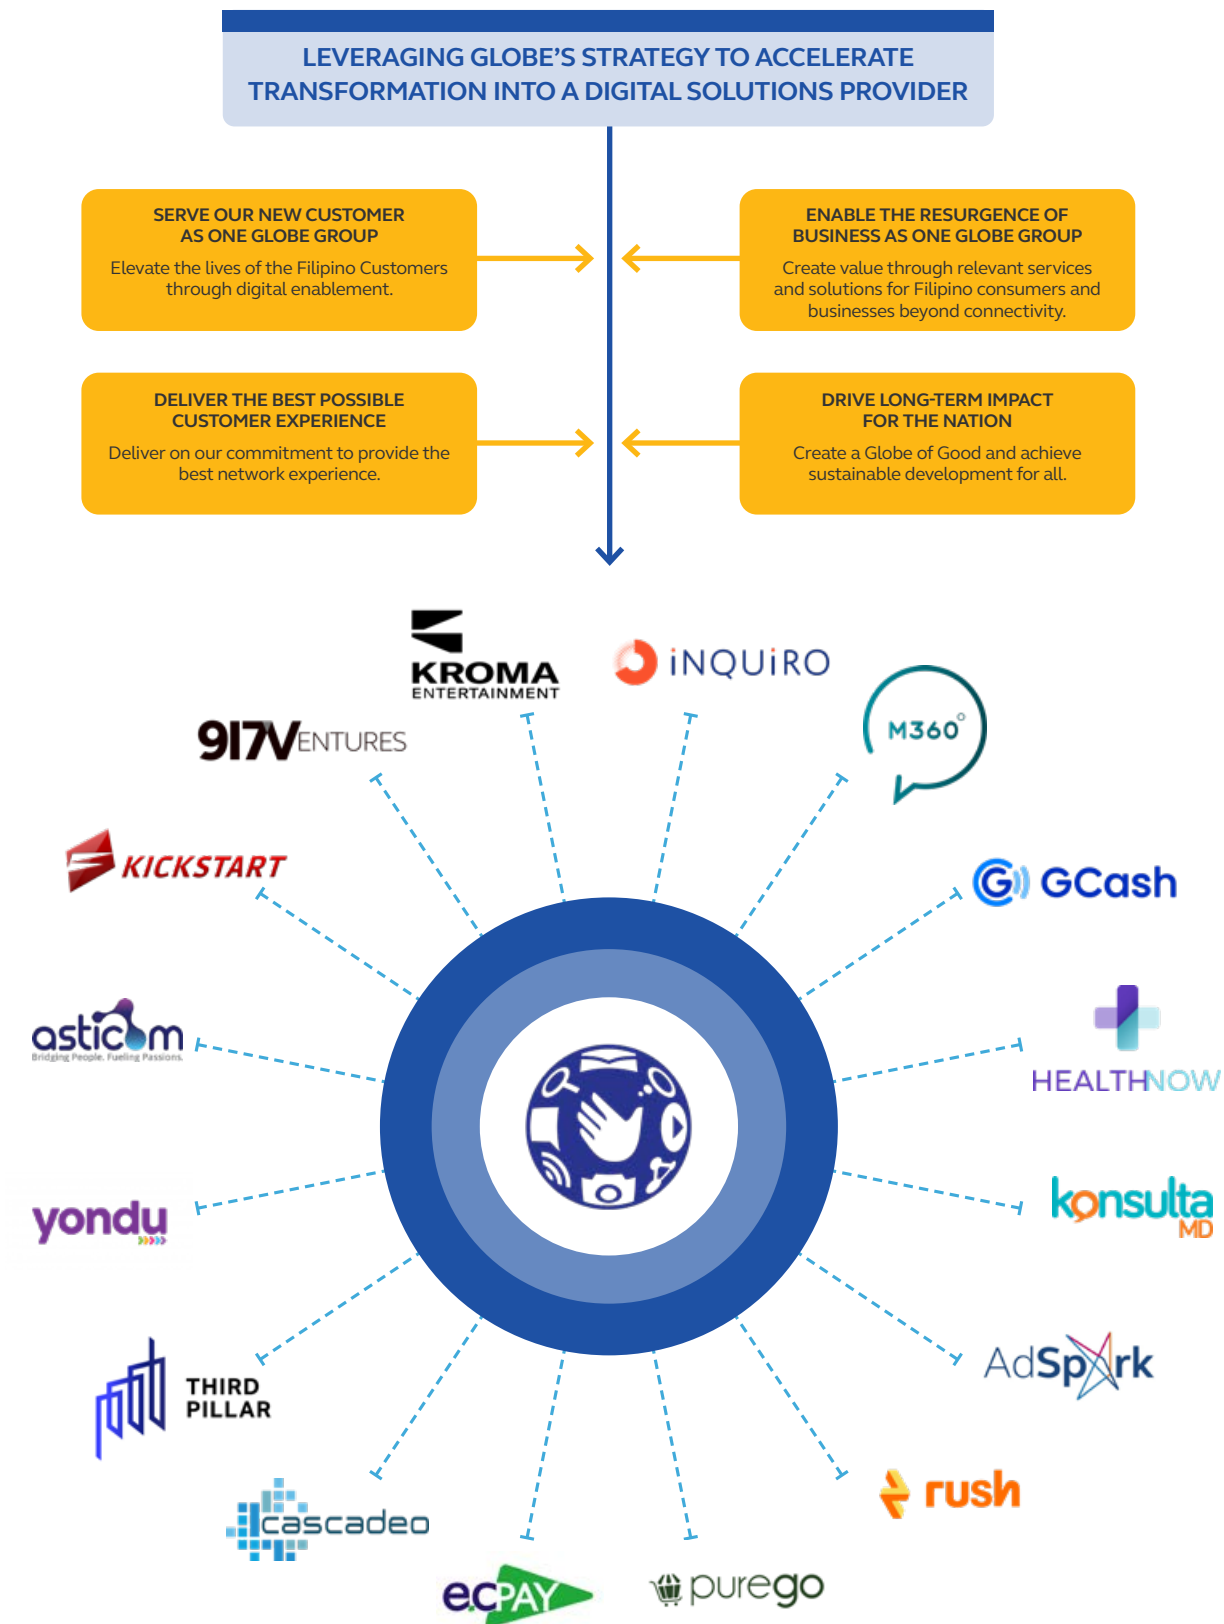 LEVERAGING GLOBE'S STRATEGY TO ACCELERATE
TRANSFORMATION INTO A DIGITAL SOLUTIONS PROVIDER
SERVE OUR NEW CUSTOMER
AS ONE GLOBE GROUP
Elevate the lives of the Filipino Customers
through digital enablement.
ENABLE THE RESURGENCE OF
BUSINESS AS ONE GLOBE GROUP
Create value through relevant services
and solutions for Filipino consumers and
businesses beyond connectivity.
DELIVER THE BEST POSSIBLE
CUSTOMER EXPERIENCE
Deliver on our commitment to provide the
best network experience.
DRIVE LONG-TERM IMPACT
FOR THE NATION
Create a Globe of Good and achieve
sustainable development for all.
KROMA
ENTERTAINMENT
iNQUiRO
M360°
917VENTURES
KICKSTART
G GCash
asticom
Bridging People. Fueling Passions.
HEALTHNOW
yondu
konsulta
MD
THIRD
PILLAR
AdSpark
cascadeo
rush
ecPAY
purego